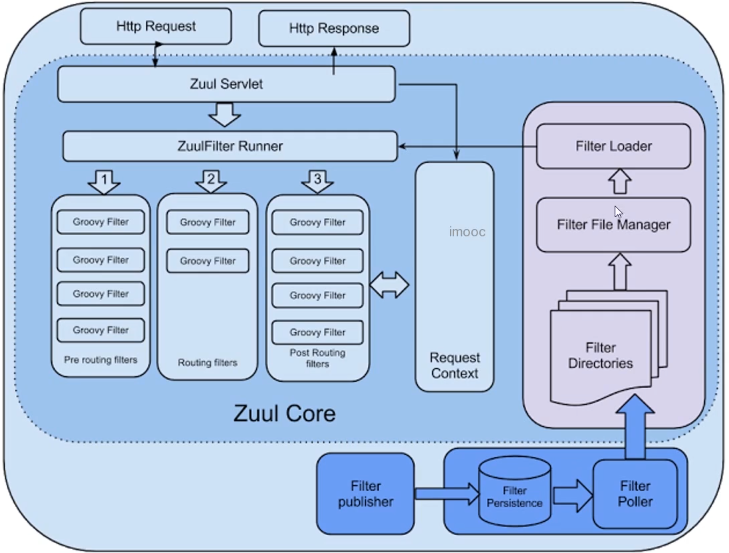 Http Request
Http Response
Zuul Servlet
ZuulFilter Runner
Filter Loader
1
2
3
Groovy Filter
Groovy Filter
Groovy Filter
Groovy Filter
Pre routing filters
Groovy Filter
Groovy Filter
Routing filters
Groovy Filter
Groovy Filter
Groovy Filter
Groovy Filter
Post Routing
filters
imooc
Request
Context
Filter File Manager
Filter
Directories
Zuul Core
Filter
publisher
Filter
Persistence
Filter
Poller